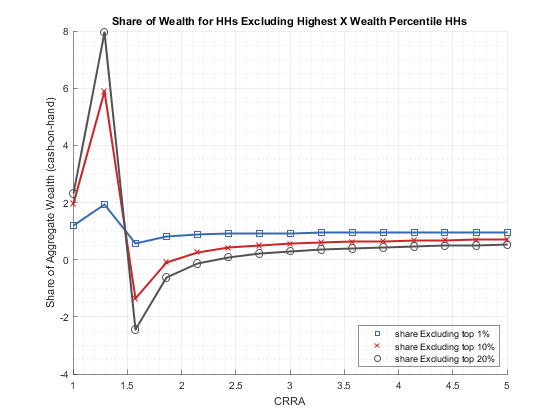 Share of Wealth for HHs Excluding Highest X Wealth Percentile HHs
Share of Aggregate Wealth (cash-on-hand)
8
6
4
2
0
-2
-4
1
1.5
2
2.5
3
3.5
4
4.5
5
CRRA
share Excluding top 1%
share Excluding top 10%
share Excluding top 20%